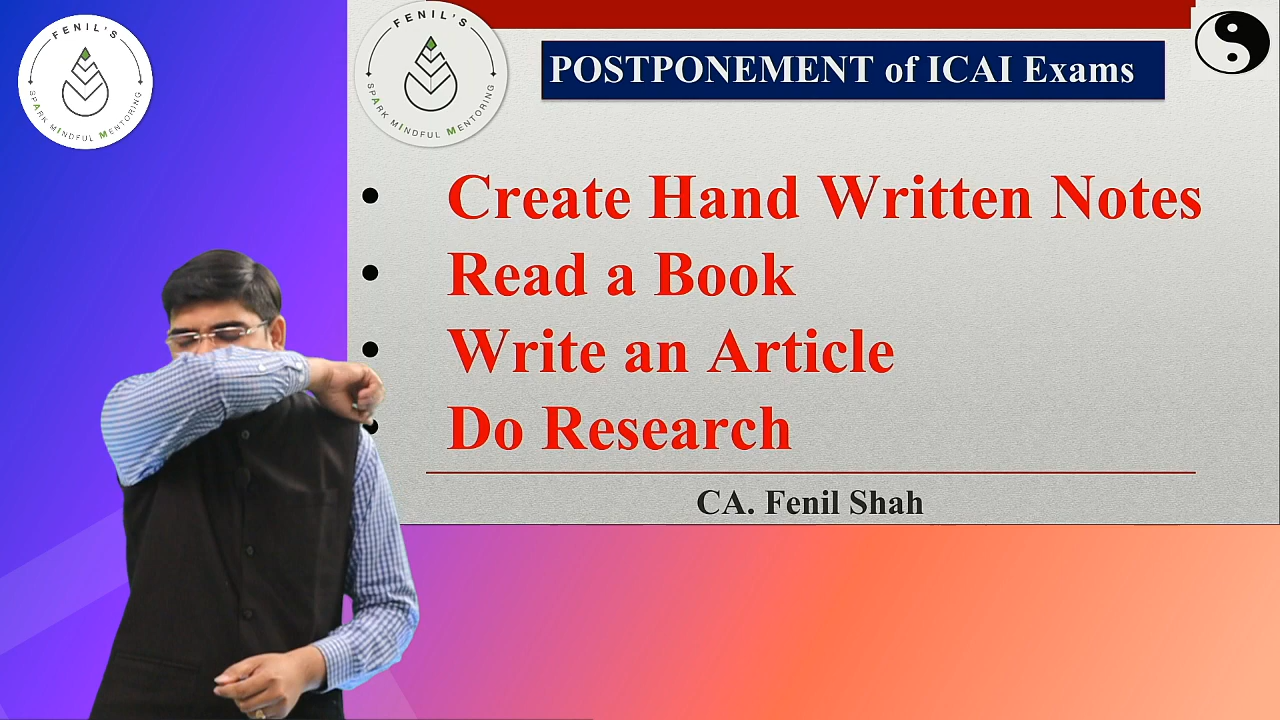 FENIL'S
SPARK MINDFUL MENTORING
FENIL'S
SPARK MINDFUL MENTORING
POSTPONEMENT of ICAI Exams
• Create Hand Written Notes
• Read a Book
• Write an Article
• Do Research
CA. Fenil Shah